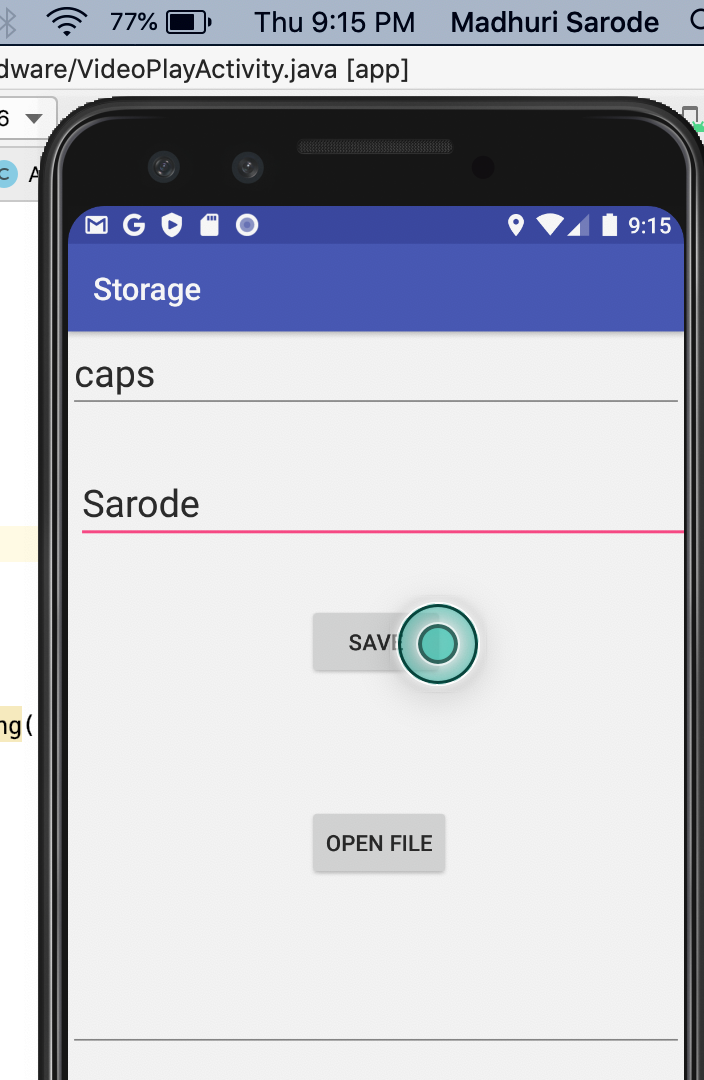 77% Thu 9:15 PM Madhuri Sarode
dware/VideoPlayActivity.java [app]
6
C A
9:15
Storage
caps
Sarode
SAVE
ng(
OPEN FILE